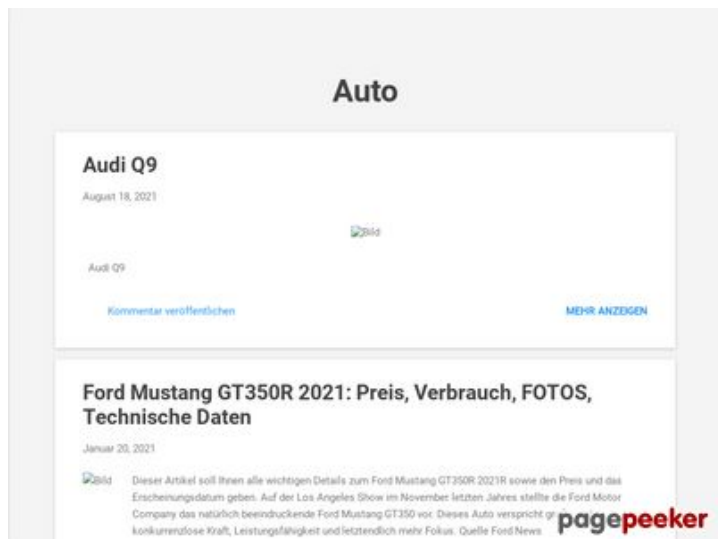 Auto
Audi Q9
August 18, 2021
Bild
Audi Q9
Kommentar veröffentlichen
MEHR ANZEIGEN
Ford Mustang GT350R 2021: Preis, Verbrauch, FOTOS,
Technische Daten
Januar 20, 2021
Bild
Dieser Artikel soll Ihnen alle wichtigen Details zum Ford Mustang GT350R 2021R sowie den Preis und das
Erscheinungsdatum geben. Auf der Los Angeles Show im November letzten Jahres stellte die Ford Motor
Company das natürlich beeindruckende Ford Mustang GT350 vor. Dieses Auto verspricht
konkurrenzlose Kraft, Leistungsfähigkeit und letztendlich mehr Fokus. Quelle Ford News
pagepeeker